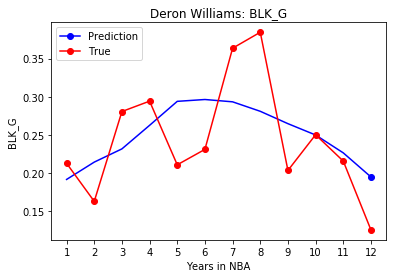 Deron Williams: BLK_G
Prediction
True
BLK_G
0.35
0.30
0.25
0.20
0.15
1 2 3 4 5 6 7 8 9 10 11 12
Years in NBA